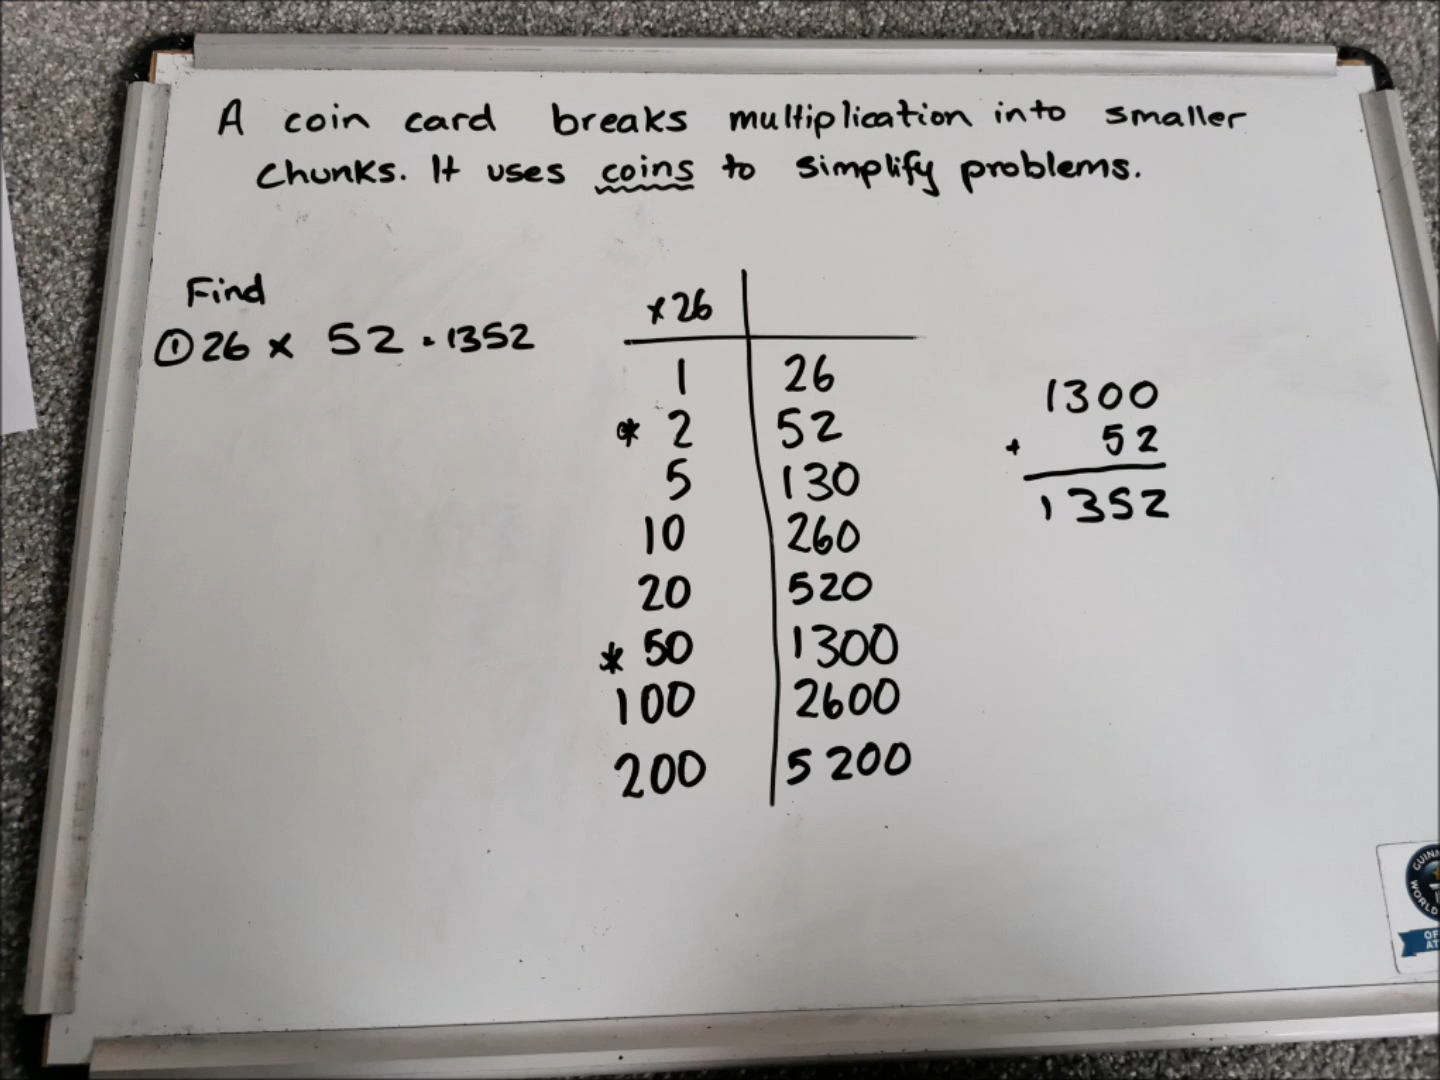 A coin card breaks multiplication into smaller
chunks. It uses coins to simplify problems.
Find
① 26 × 52 = 1352
×26
1 26
* 2 52
5 130
10 260
20 520
* 50 1300
100 2600
200 5200
1300
+ 52
1352
WORLD